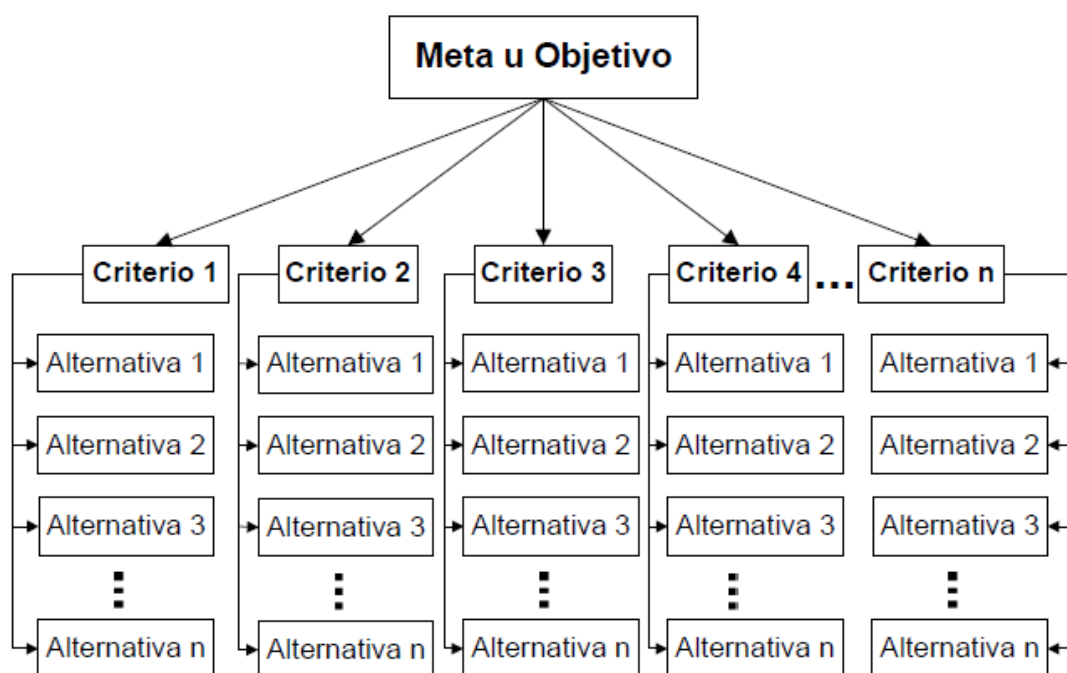 Meta u Objetivo
Criterio 1 Criterio 2 Criterio 3 Criterio 4 ... Criterio n
Alternativa 1 Alternativa 1 Alternativa 1 Alternativa 1 Alternativa 1
Alternativa 2 Alternativa 2 Alternativa 2 Alternativa 2 Alternativa 2
Alternativa 3 Alternativa 3 Alternativa 3 Alternativa 3 Alternativa 3
Alternativa n Alternativa n Alternativa n Alternativa n Alternativa n